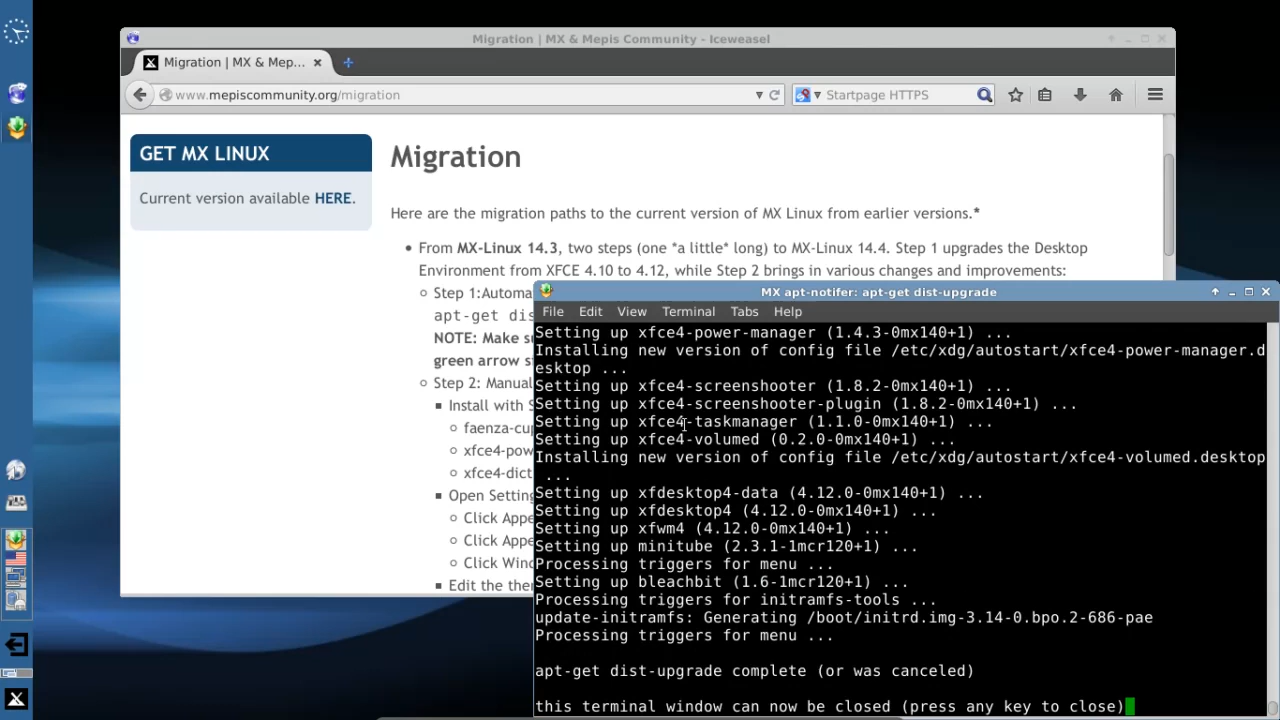 Migration | MX & Mepis Community - Iceweasel
Migration | MX & Mep...
www.mepiscommunity.org/migration
Startpage HTTPS
GET MX LINUX
Current version available HERE.
Migration
Here are the migration paths to the current version of MX Linux from earlier versions.*
From MX-Linux 14.3, two steps (one *a little* long) to MX-Linux 14.4. Step 1 upgrades the Desktop
Environment from XFCE 4.10 to 4.12, while Step 2 brings in various changes and improvements:
Step 1:Automa
apt-get dis
NOTE: Make s
green arrow s
Step 2: Manual
Install with S
faenza-cu
xfce4-pow
xfce4-dict
Open Setting
Click Appe
Click Appe
Click Winc
Edit the ther
MX apt-notifer: apt-get dist-upgrade
File Edit View Terminal Tabs Help
Setting up xfce4-power-manager (1.4.3-0mx140+1) ...
Installing new version of config file /etc/xdg/autostart/xfce4-power-manager.d
esktop ...
Setting up xfce4-screenshooter (1.8.2-0mx140+1) ...
Setting up xfce4-screenshooter-plugin (1.8.2-0mx140+1) ...
Setting up xfce4-taskmanager (1.1.0-0mx140+1) ...
Setting up xfce4-volumed (0.2.0-0mx140+1) ...
Installing new version of config file /etc/xdg/autostart/xfce4-volumed.desktop
...
Setting up xfdesktop4-data (4.12.0-0mx140+1) ...
Setting up xfdesktop4 (4.12.0-0mx140+1) ...
Setting up xfwm4 (4.12.0-0mx140+1) ...
Setting up minitube (2.3.1-1mcr120+1) ...
Processing triggers for menu ...
Setting up bleachbit (1.6-1mcr120+1) ...
Processing triggers for initramfs-tools ...
update-initramfs: Generating /boot/initrd.img-3.14-0.bpo.2-686-pae
Processing triggers for menu ...
apt-get dist-upgrade complete (or was canceled)
this terminal window can now be closed (press any key to close)